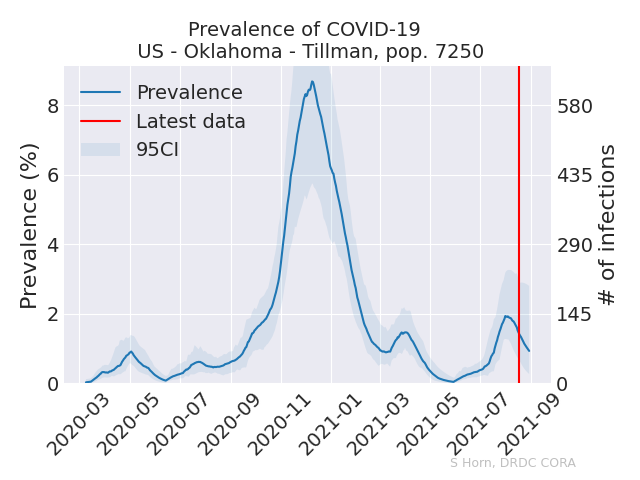 Prevalence of COVID-19
US - Oklahoma - Tillman, pop. 7250
Prevalence
Latest data
95CI
Prevalence (%)
8
6
4
2
0
580
435
290
145
0
# of infections
2020-03
2020-05
2020-07
2020-09
2020-11
2021-01
2021-03
2021-05
2021-07
2021-09
S Horn, DRDC CORA